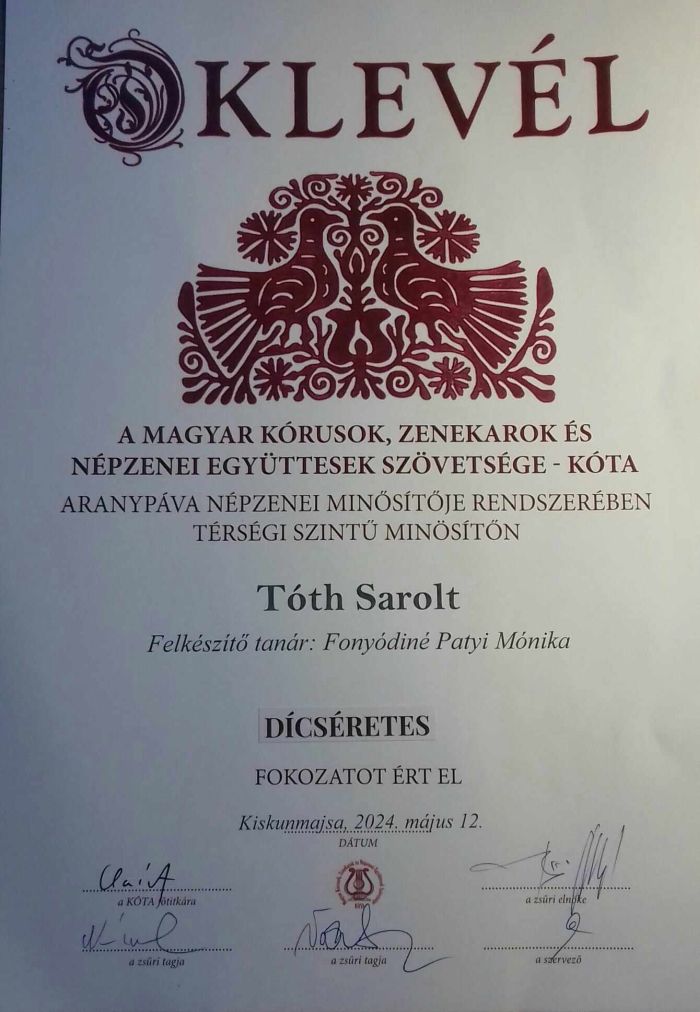 OKLEVÉL
A MAGYAR KÓRUSOK, ZENEKAROK ÉS
NÉPZENEI EGYÜTTESEK SZÖVETSÉGE - KÓTA
ARANYPÁVA NÉPZENEI MINŐSÍTŐJE RENDSZERÉBEN
TÉRSÉGI SZINTŰ MINÖSÍTŐN
Tóth Sarolt
Felkészítő tanár: Fonyódiné Patyi Mónika
DÍCSÉRETES
FOKOZATOT ÉRT EL
Kiskunmajsa, 2024. május 12.
DÁTUM
a KÓTA főtitkára
a zsűri elnöke
a zsűri tagja
a zsűri tagja
a szervező